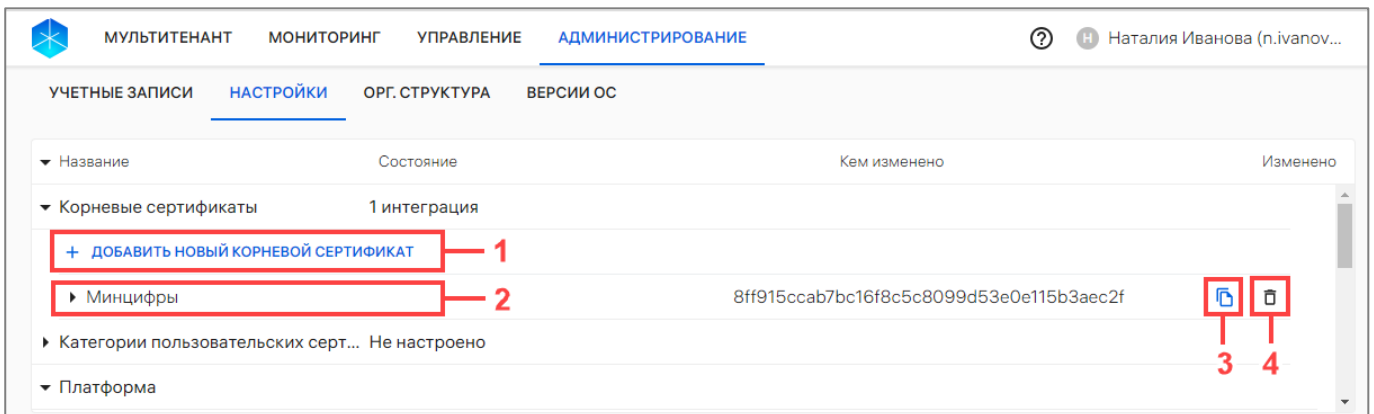 МУЛЬТИТЕНАНТ МОНИТОРИНГ УПРАВЛЕНИЕ АДМИНИСТРИРОВАНИЕ Н Наталия Иванова (n.ivanov...
УЧЕТНЫЕ ЗАПИСИ НАСТРОЙКИ ОРГ. СТРУКТУРА ВЕРСИИ ОС
Название Состояние Кем изменено Изменено
Корневые сертификаты 1 интеграция
+ ДОБАВИТЬ НОВЫЙ КОРНЕВОЙ СЕРТИФИКАТ 1
Минцифры 2 8ff915ccab7bc16f8c5c8099d53e0e115b3aec2f
Категории пользовательских серт... Не настроено
3 4
Платформа